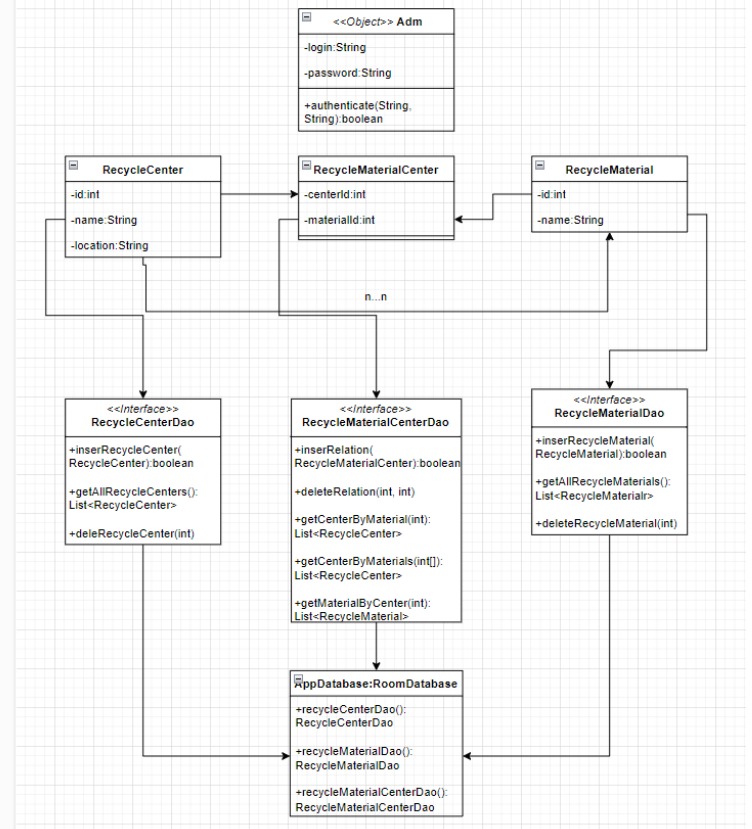 <<Object>> Adm
-login:String
-password:String
+authenticate(String,
String):boolean
RecycleCenter
-id:int
-name:String
-location:String
RecycleMaterialCenter
-centerId:int
-materialId:int
RecycleMaterial
-id:int
-name:String
n...n
<<Interface>>
RecycleCenterDao
+inserRecycleCenter(
RecycleCenter):boolean
+getAllRecycleCenters():
List<RecycleCenter>
+deleRecycleCenter(int)
<<Interface>>
RecycleMaterialCenterDao
+inserRelation(
RecycleMaterialCenter):boolean
+deleteRelation(int, int)
+getCenterByMaterial(int):
List<RecycleCenter>
+getCenterByMaterials(int[]):
List<RecycleCenter>
+getMaterialByCenter(int):
List<RecycleMaterial>
<<Interface>>
RecycleMaterialDao
+inserRecycleMaterial(
RecycleMaterial):boolean
+getAllRecycleMaterials():
List<RecycleMaterialr>
+deleteRecycleMaterial(int)
AppDatabase:RoomDatabase
+recycleCenterDao():
RecycleCenterDao
+recycleMaterialDao():
RecycleMaterialDao
+recycleMaterialCenterDao():
RecycleMaterialCenterDao